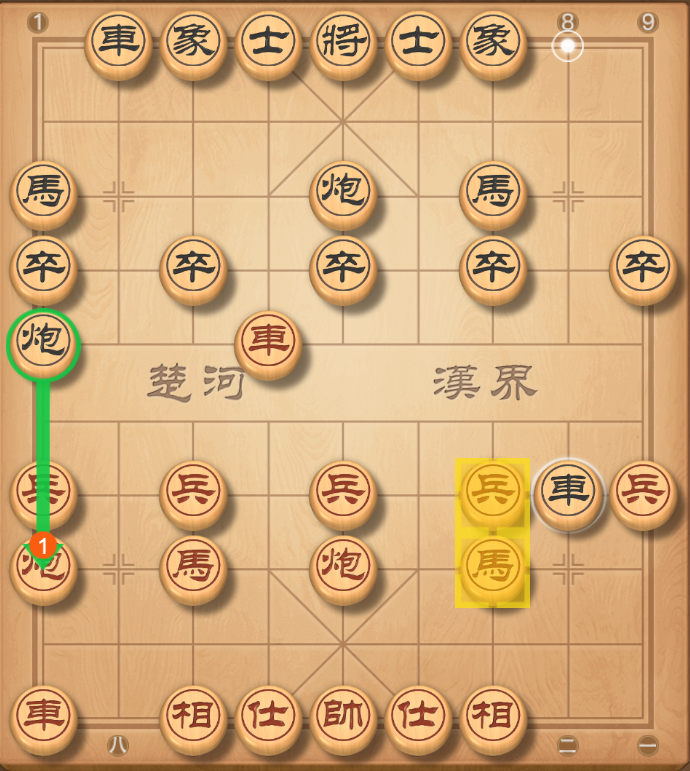 1 8 9
車 象 士 將 士 象
馬 炮 馬
卒 卒 卒 卒 卒
炮 車
楚河 漢界
兵 兵 兵 兵 車 兵
1
炮 馬 炮 馬
車 相 仕 帥 仕 相
八 二 一